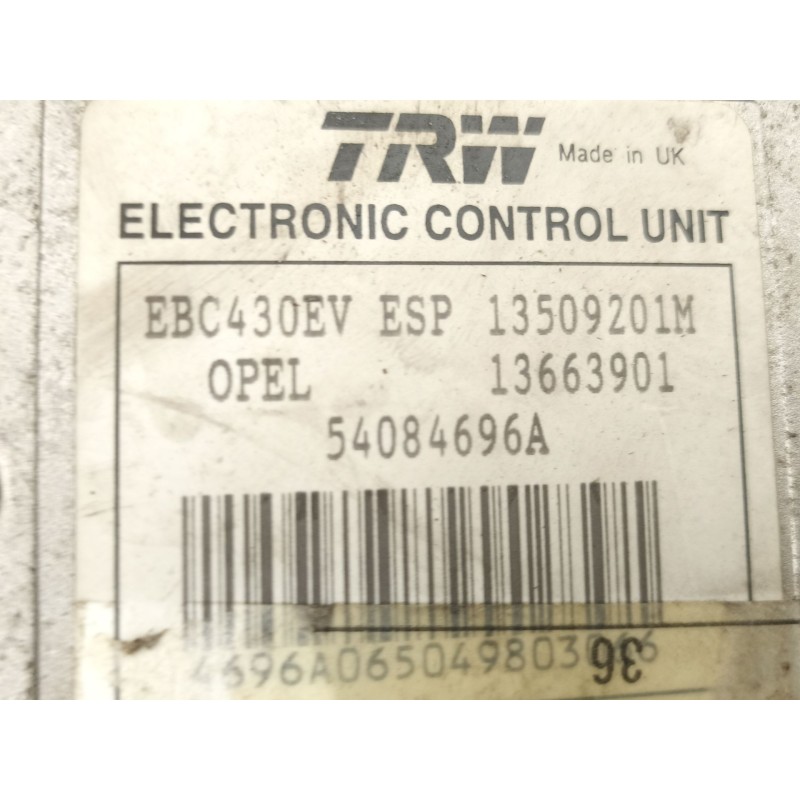 TRW Made in UK
ELECTRONIC CONTROL UNIT
EBC430EV ESP 13509201M
OPEL 13663901
54084696A
36